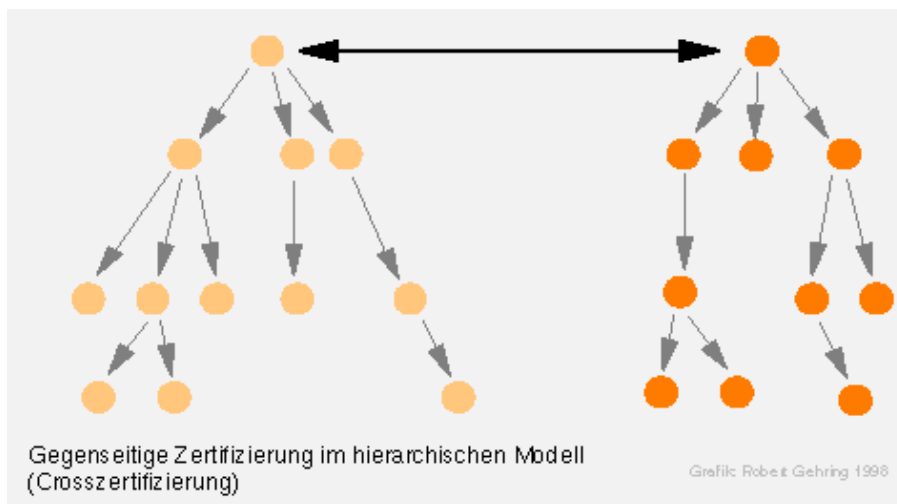 Gegenseitige Zertifizierung im hierarchischen Modell
(Crosszertifizierung)
Grafik: Robert Gehring 1998